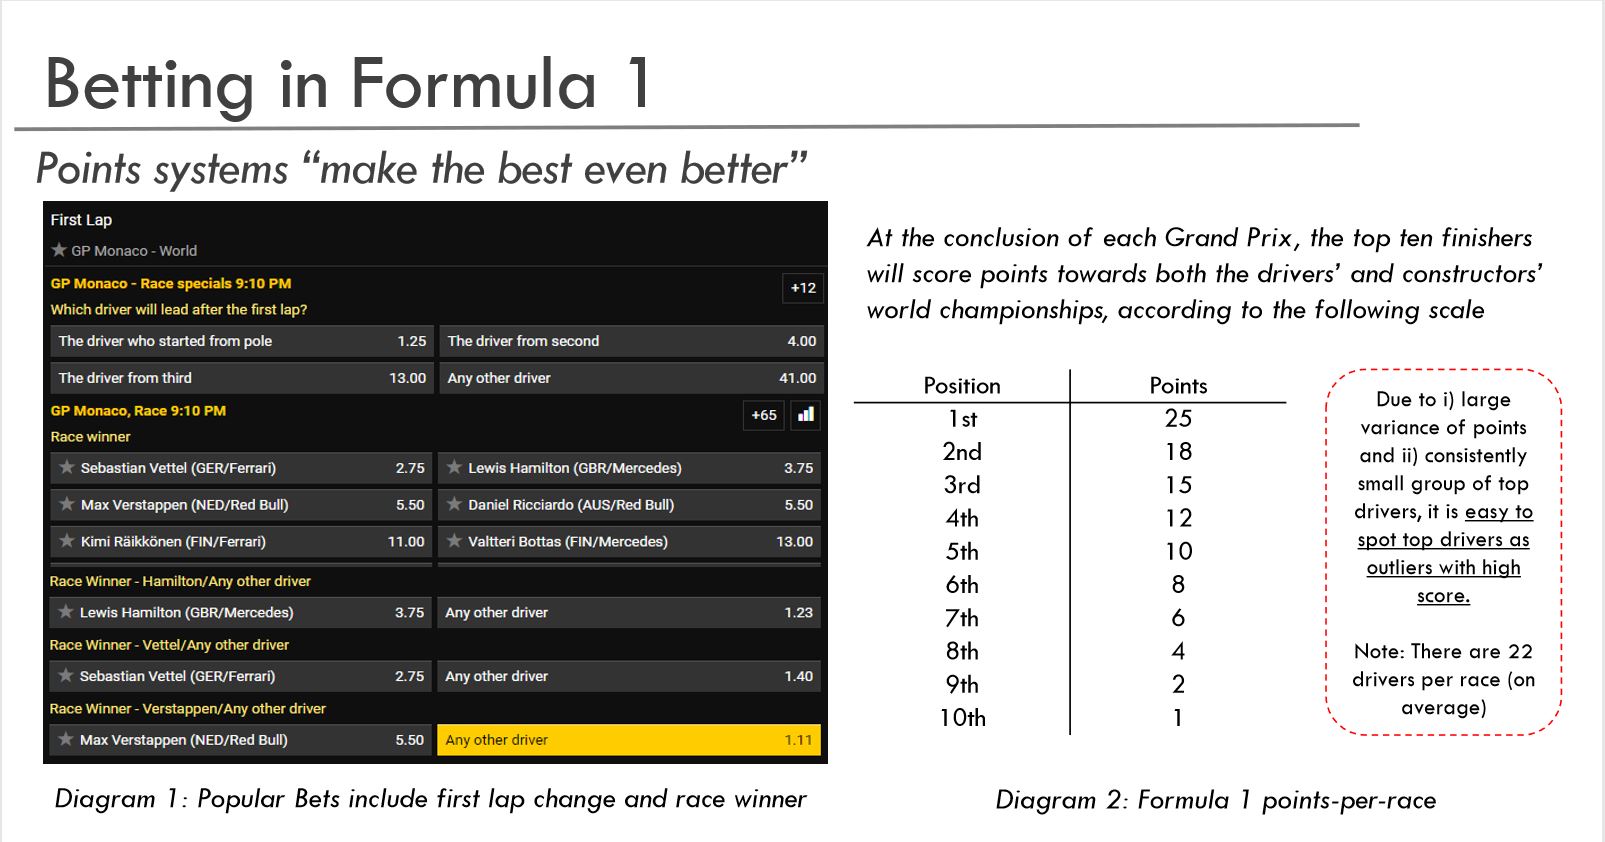 Betting in Formula 1
Points systems “make the best even better”
First Lap
GP Monaco - World
GP Monaco - Race specials 9:10 PM
+12
Which driver will lead after the first lap?
The driver who started from pole 1.25 The driver from second 4.00
The driver from third 13.00 Any other driver 41.00
GP Monaco, Race 9:10 PM
+65
Race winner
Sebastian Vettel (GER/Ferrari) 2.75 Lewis Hamilton (GBR/Mercedes) 3.75
Max Verstappen (NED/Red Bull) 5.50 Daniel Ricciardo (AUS/Red Bull) 5.50
Kimi Räikkönen (FIN/Ferrari) 11.00 Valtteri Bottas (FIN/Mercedes) 13.00
Race Winner - Hamilton/Any other driver
Lewis Hamilton (GBR/Mercedes) 3.75 Any other driver 1.23
Race Winner - Vettel/Any other driver
Sebastian Vettel (GER/Ferrari) 2.75 Any other driver 1.40
Race Winner - Verstappen/Any other driver
Max Verstappen (NED/Red Bull) 5.50 Any other driver 1.11
Diagram 1: Popular Bets include first lap change and race winner
At the conclusion of each Grand Prix, the top ten finishers
will score points towards both the drivers’ and constructors’
world championships, according to the following scale
Position Points
1st 25
2nd 18
3rd 15
4th 12
5th 10
6th 8
7th 6
8th 4
9th 2
10th 1
Diagram 2: Formula 1 points-per-race
Due to i) large
variance of points
and ii) consistently
small group of top
drivers, it is easy to
spot top drivers as
outliers with high
score.
Note: There are 22
drivers per race (on
average)